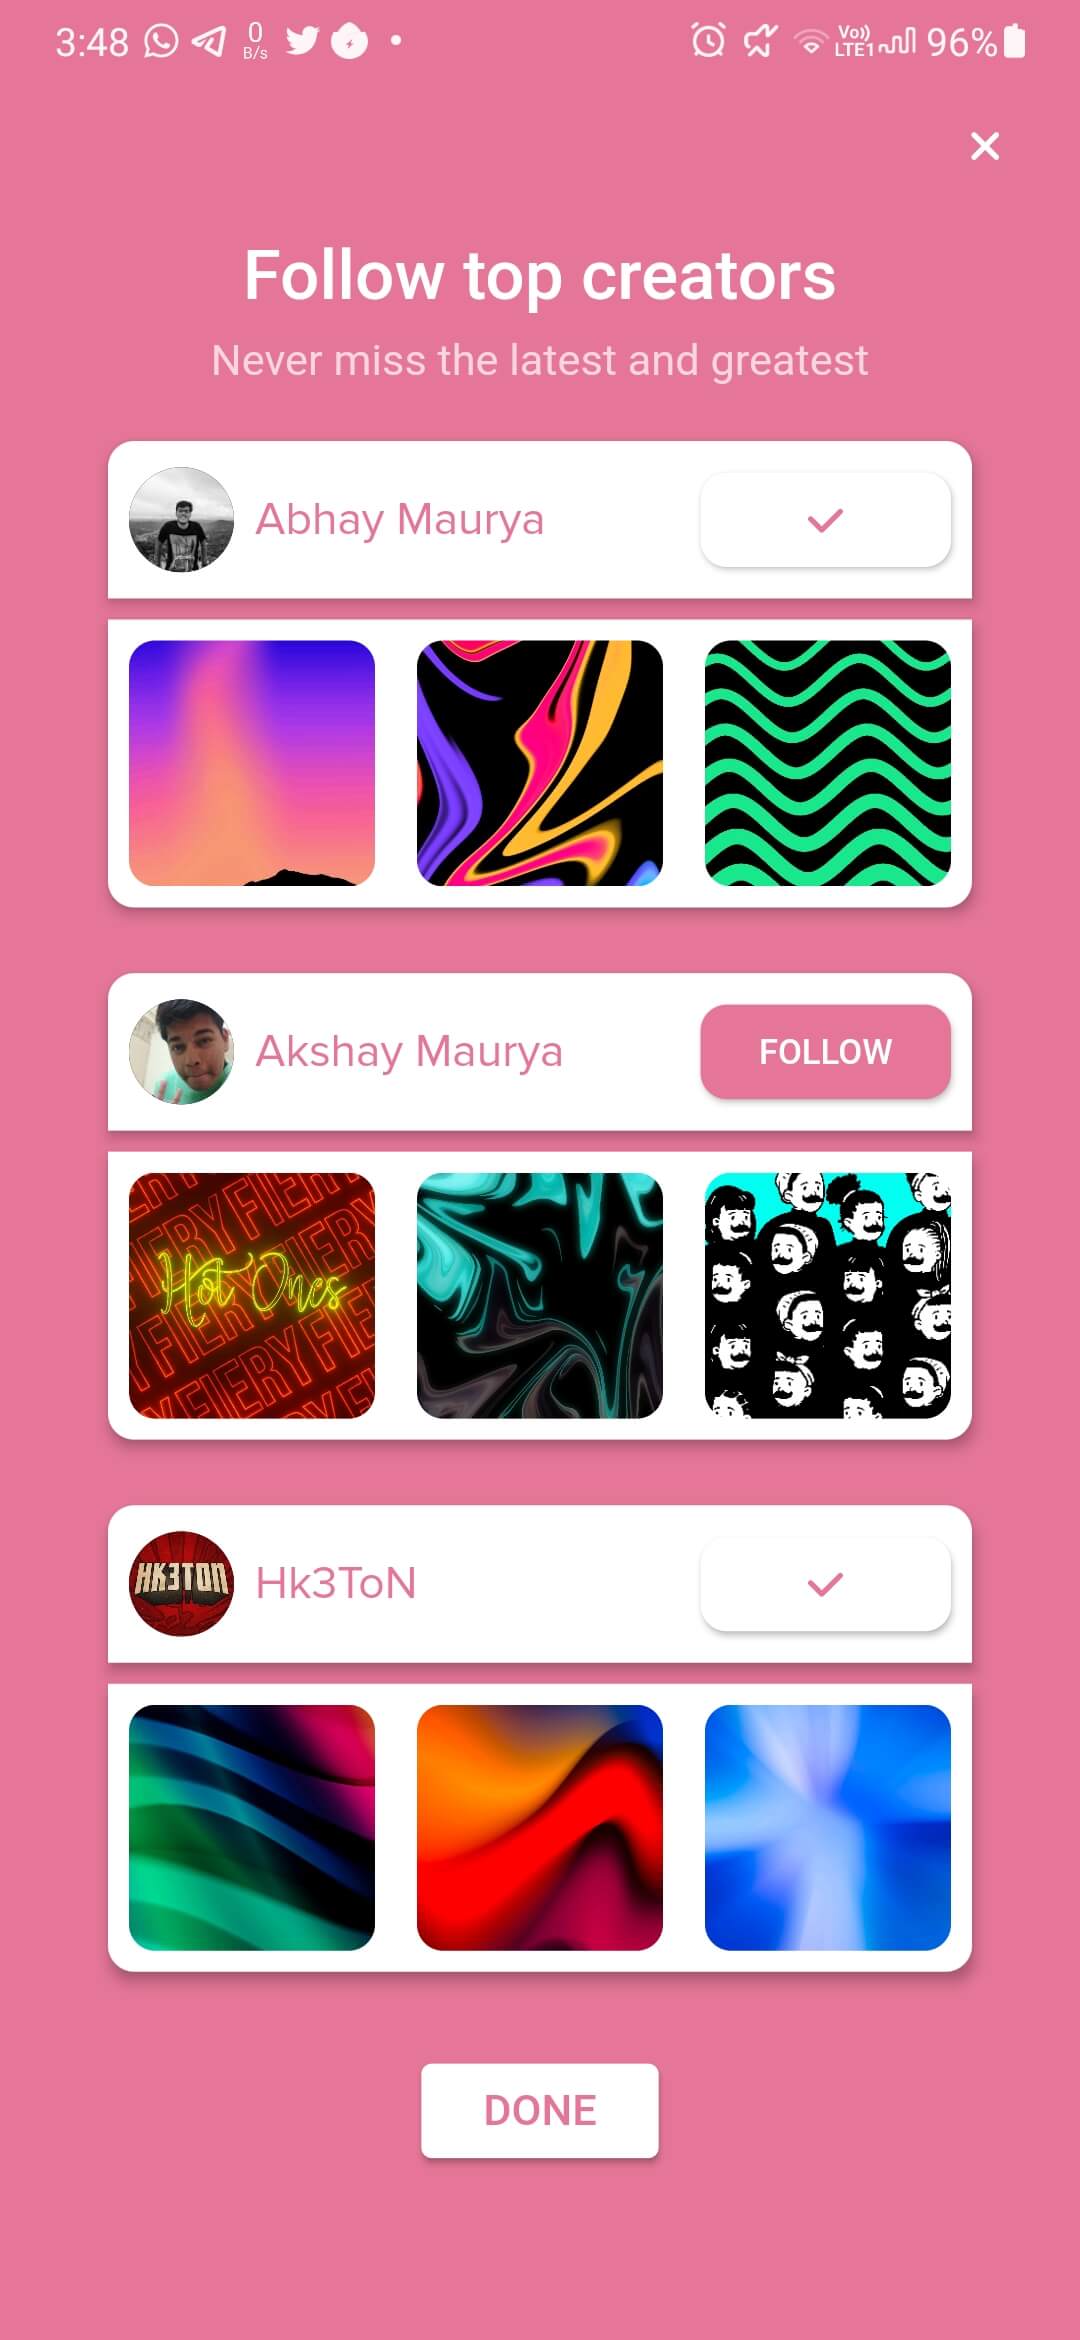 3:48 0 B/s Vo)) LTE1 96%
Follow top creators
Never miss the latest and greatest
Abhay Maurya
Akshay Maurya FOLLOW
FIERY FIERY
Hot Ones
FIERY FIERY
HK3TON
Hk3ToN
DONE